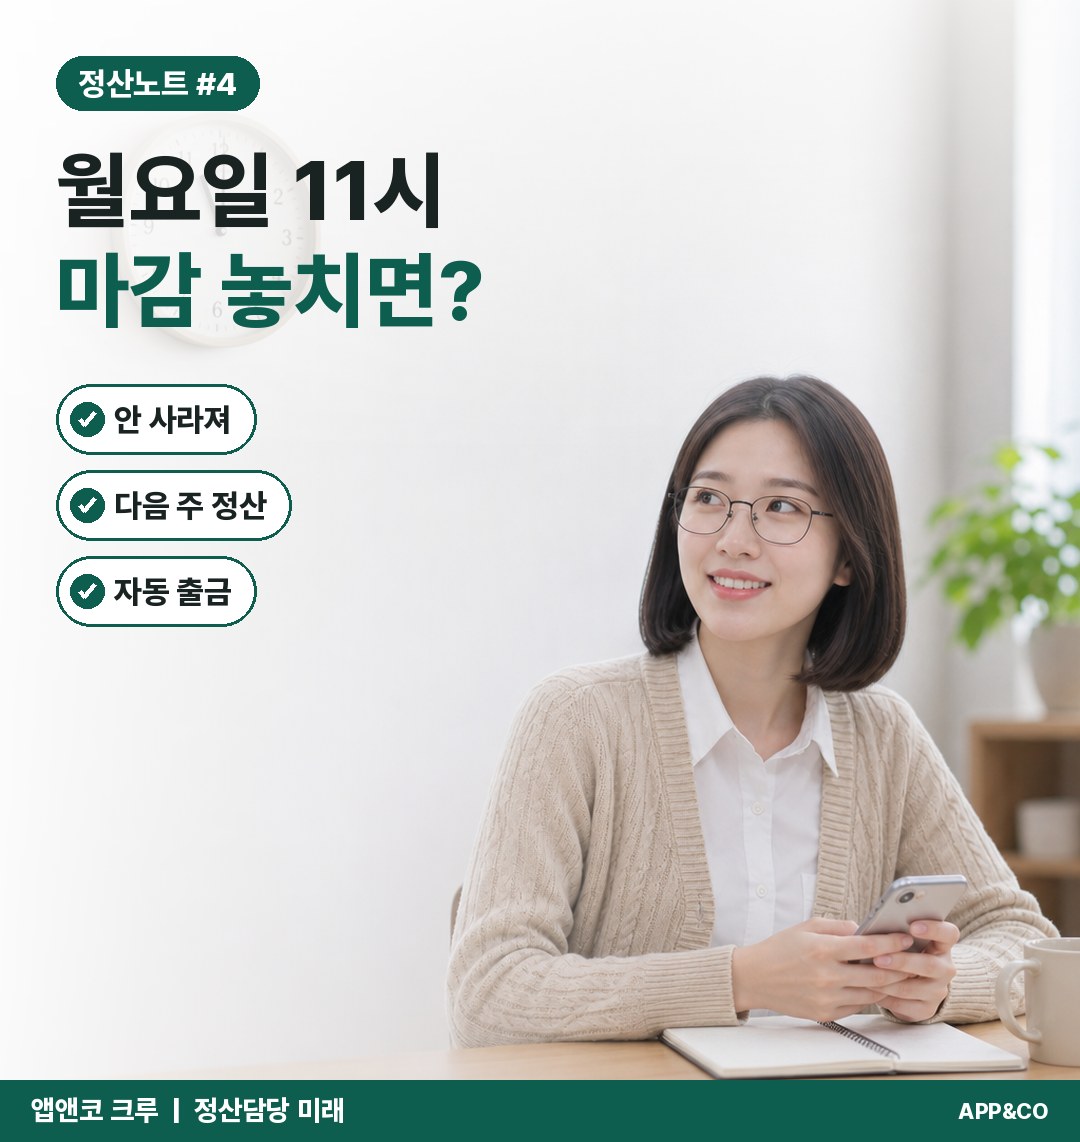 정산노트 #4
월요일 11시
마감 놓치면?
안 사라져
다음 주 정산
자동 출금
앱앤코 크루 | 정산담당 미래
APP&CO